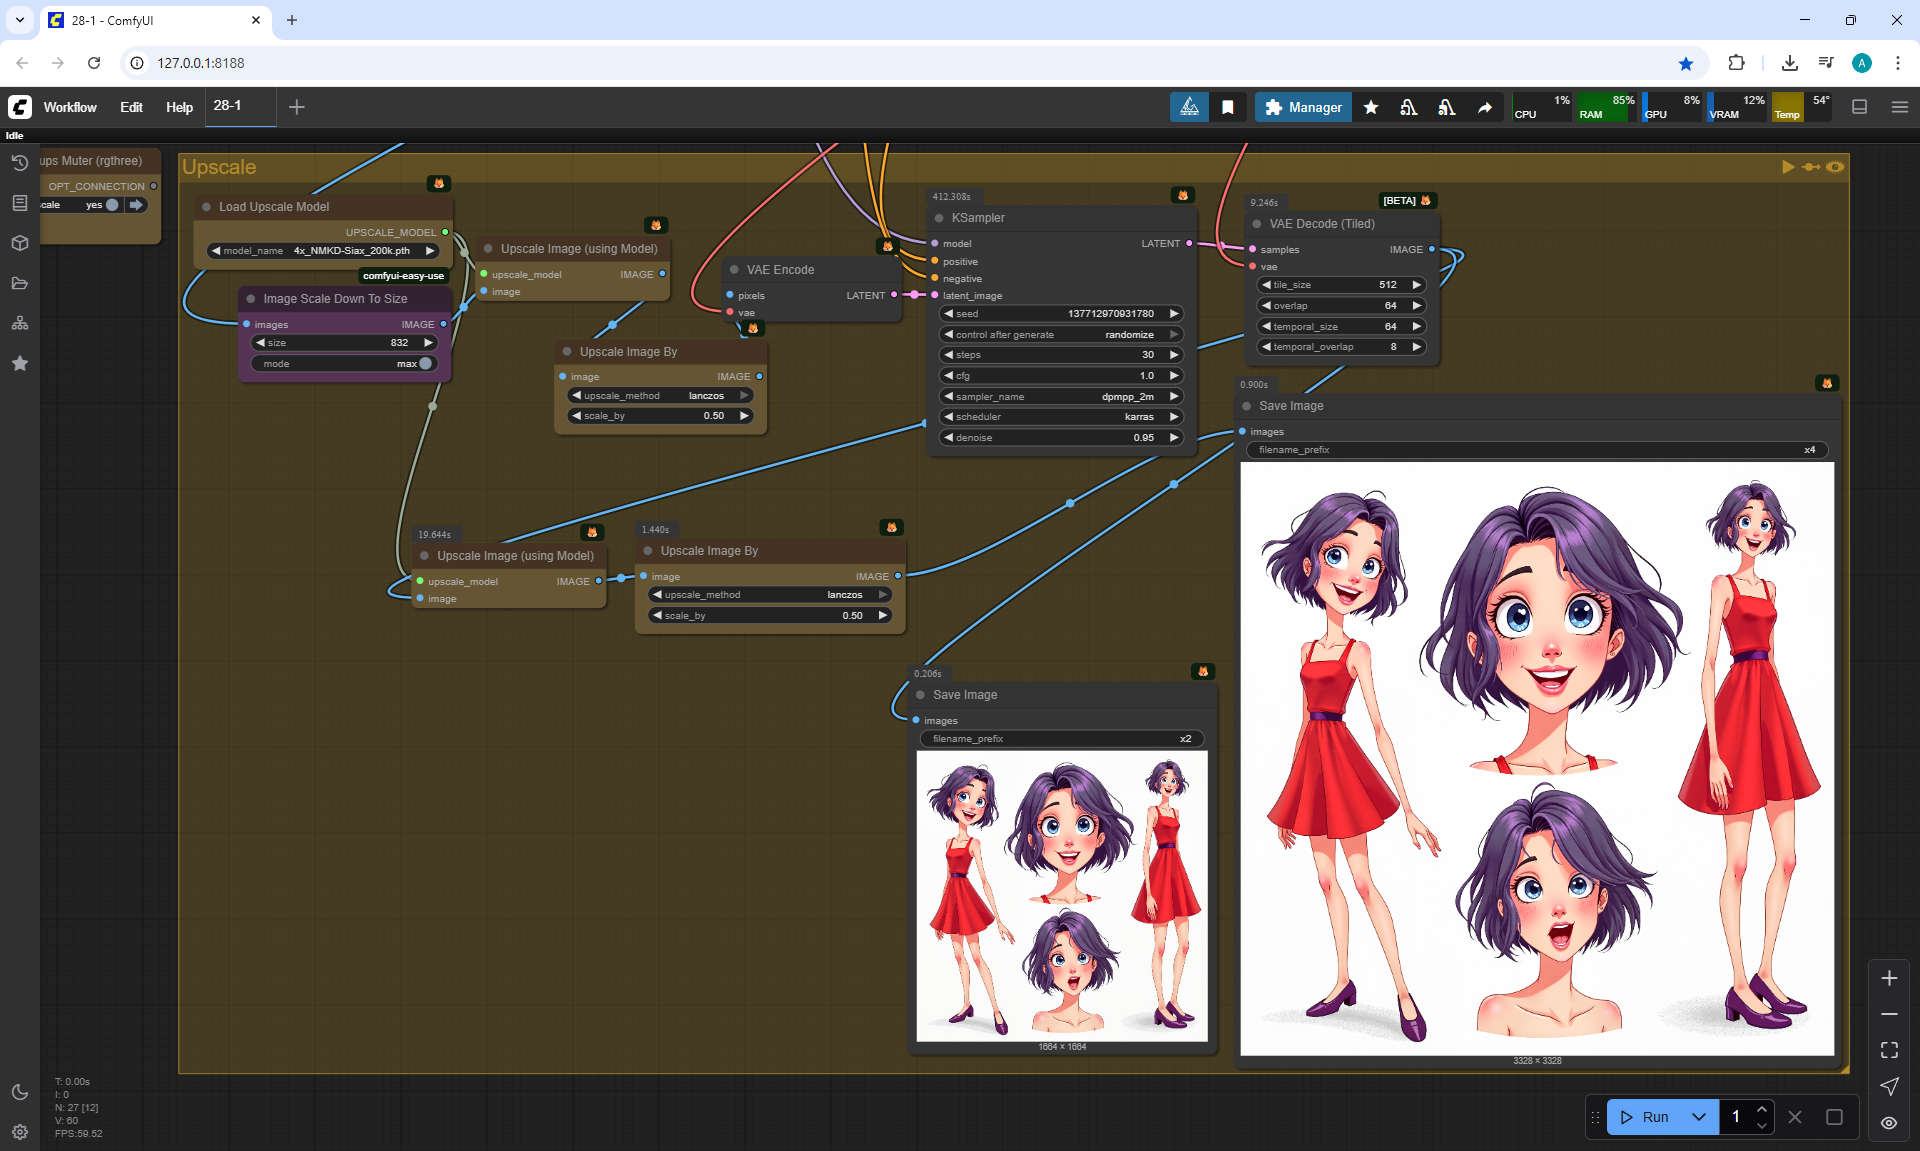 28-1 - ComfyUI
127.0.0.1:8188
Workflow
Edit
Help
28-1
Manager
CPU 1%
RAM 85%
GPU 8%
VRAM 12%
Temp 54°
Idle
ups Muter (rgthree)
OPT_CONNECTION
cale yes
Upscale
Load Upscale Model
UPSCALE_MODEL
model_name 4x_NMKD-Siax_200k.pth
comfyui-easy-use
Image Scale Down To Size
images IMAGE
size 832
mode max
Upscale Image (using Model)
upscale_model IMAGE
image
Upscale Image By
image IMAGE
upscale_method lanczos
scale_by 0.50
VAE Encode
pixels LATENT
vae
412.308s
KSampler
model LATENT
positive
negative
latent_image
seed 137712970931780
control after generate randomize
steps 30
cfg 1.0
sampler_name dpmpp_2m
scheduler karras
denoise 0.95
9.246s
[BETA]
VAE Decode (Tiled)
samples IMAGE
vae
tile_size 512
overlap 64
temporal_size 64
temporal_overlap 8
0.900s
Save Image
images
filename_prefix x4
3328 × 3328
19.644s
Upscale Image (using Model)
upscale_model IMAGE
image
1.440s
Upscale Image By
image IMAGE
upscale_method lanczos
scale_by 0.50
0.206s
Save Image
images
filename_prefix x2
1664 × 1664
T: 0.00s
I: 0
N: 27 [12]
V: 60
FPS:59.52
Run
1
A